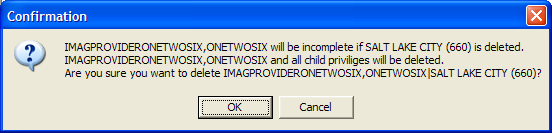 Confirmation
IMAGPROVIDERONETWOSIX,ONETWOSIX will be incomplete if SALT LAKE CITY (660) is deleted.
IMAGPROVIDERONETWOSIX,ONETWOSIX and all child priviliges will be deleted.
Are you sure you want to delete IMAGPROVIDERONETWOSIX,ONETWOSIX|SALT LAKE CITY (660)?
OK Cancel